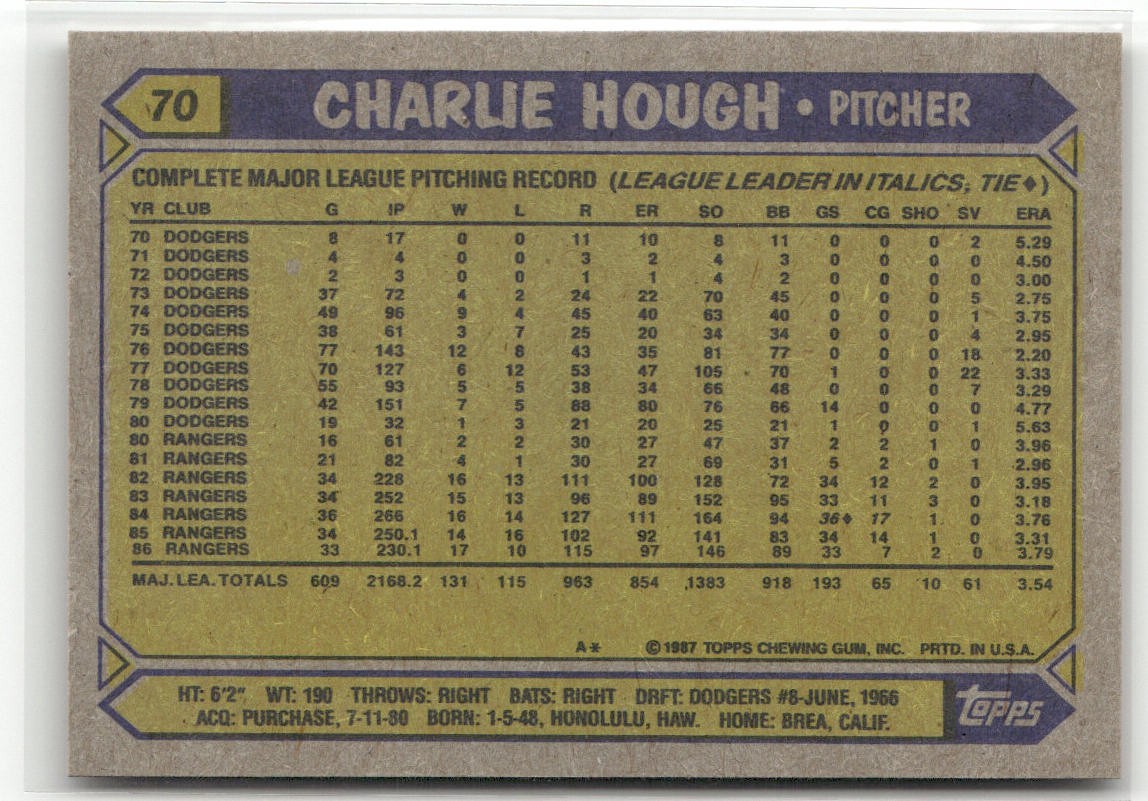 70 CHARLIE HOUGH • PITCHER
COMPLETE MAJOR LEAGUE PITCHING RECORD (LEAGUE LEADER IN ITALICS, TIE♦)
YR CLUB G IP W L R ER SO BB GS CG SHO SV ERA
70 DODGERS 8 17 0 0 11 10 8 11 0 0 0 2 5.29
71 DODGERS 4 4 0 0 3 2 4 3 0 0 0 0 4.50
72 DODGERS 2 3 0 0 1 1 4 2 0 0 0 0 3.00
73 DODGERS 37 72 4 2 24 22 70 45 0 0 0 5 2.75
74 DODGERS 49 96 9 4 45 40 63 40 0 0 0 1 3.75
75 DODGERS 38 61 3 7 25 20 34 34 0 0 0 4 2.95
76 DODGERS 77 143 12 8 43 35 81 77 0 0 0 18 2.20
77 DODGERS 70 127 6 12 53 47 105 70 1 0 0 22 3.33
78 DODGERS 55 93 5 5 38 34 66 48 0 0 0 7 3.29
79 DODGERS 42 151 7 5 88 80 76 66 14 0 0 0 4.77
80 DODGERS 19 32 1 3 21 20 25 21 1 0 0 1 5.63
80 RANGERS 16 61 2 2 30 27 47 37 2 2 1 0 3.96
81 RANGERS 21 82 4 1 30 27 69 31 5 2 0 1 2.96
82 RANGERS 34 228 16 13 111 100 128 72 34 12 2 0 3.95
83 RANGERS 34 252 15 13 96 89 152 95 33 11 3 0 3.18
84 RANGERS 36 266 16 14 127 111 164 94 36♦ 17 1 0 3.76
85 RANGERS 34 250.1 14 16 102 92 141 83 34 14 1 0 3.31
86 RANGERS 33 230.1 17 10 115 97 146 89 33 7 2 0 3.79
MAJ. LEA. TOTALS 609 2168.2 131 115 963 854 1383 918 193 65 10 61 3.54
A* ©1987 TOPPS CHEWING GUM, INC. PRTD. IN U.S.A.
HT: 6'2" WT: 190 THROWS: RIGHT BATS: RIGHT DRFT: DODGERS #8-JUNE, 1966
ACQ: PURCHASE, 7-11-80 BORN: 1-5-48, HONOLULU, HAW. HOME: BREA, CALIF.
topps